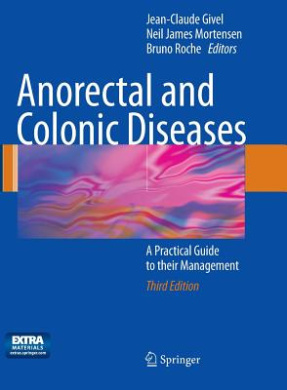 Jean-Claude Givel
Neil James Mortensen
Bruno Roche Editors
Anorectal and
Colonic Diseases
A Practical Guide
to their Management
Third Edition
EXTRA
MATERIALS
extras.springer.com
Springer